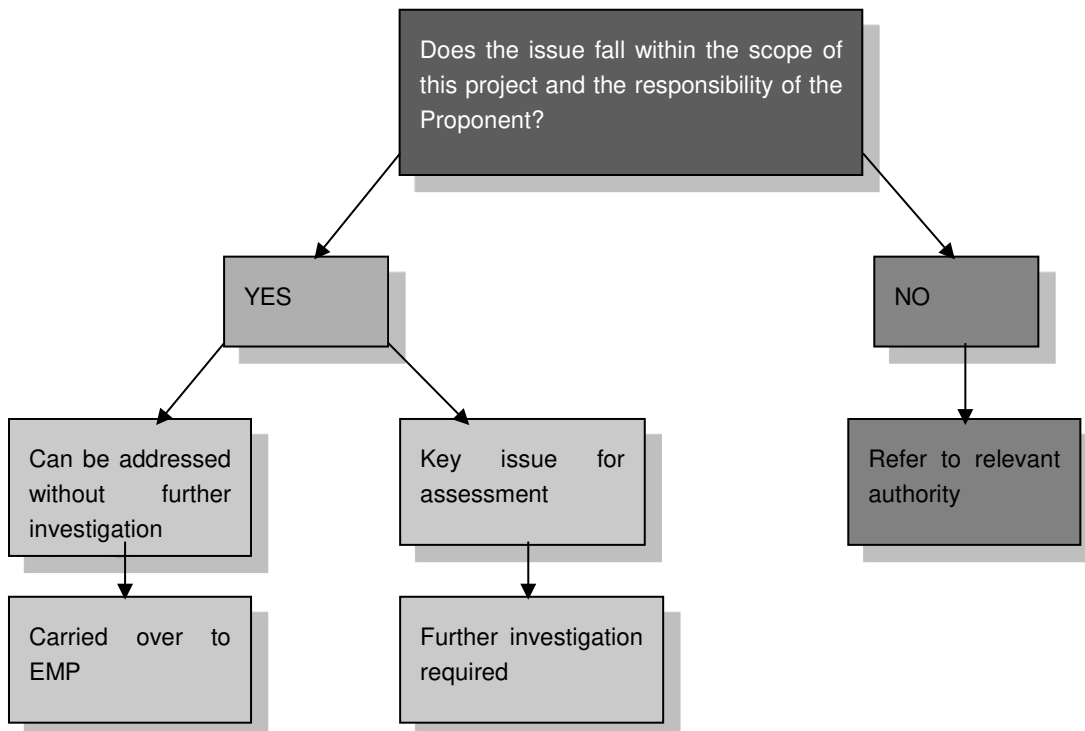 Does the issue fall within the scope of
this project and the responsibility of the
Proponent?
YES
NO
Can be addressed
without further
investigation
Key issue for
assessment
Refer to relevant
authority
Carried over to
EMP
Further investigation
required